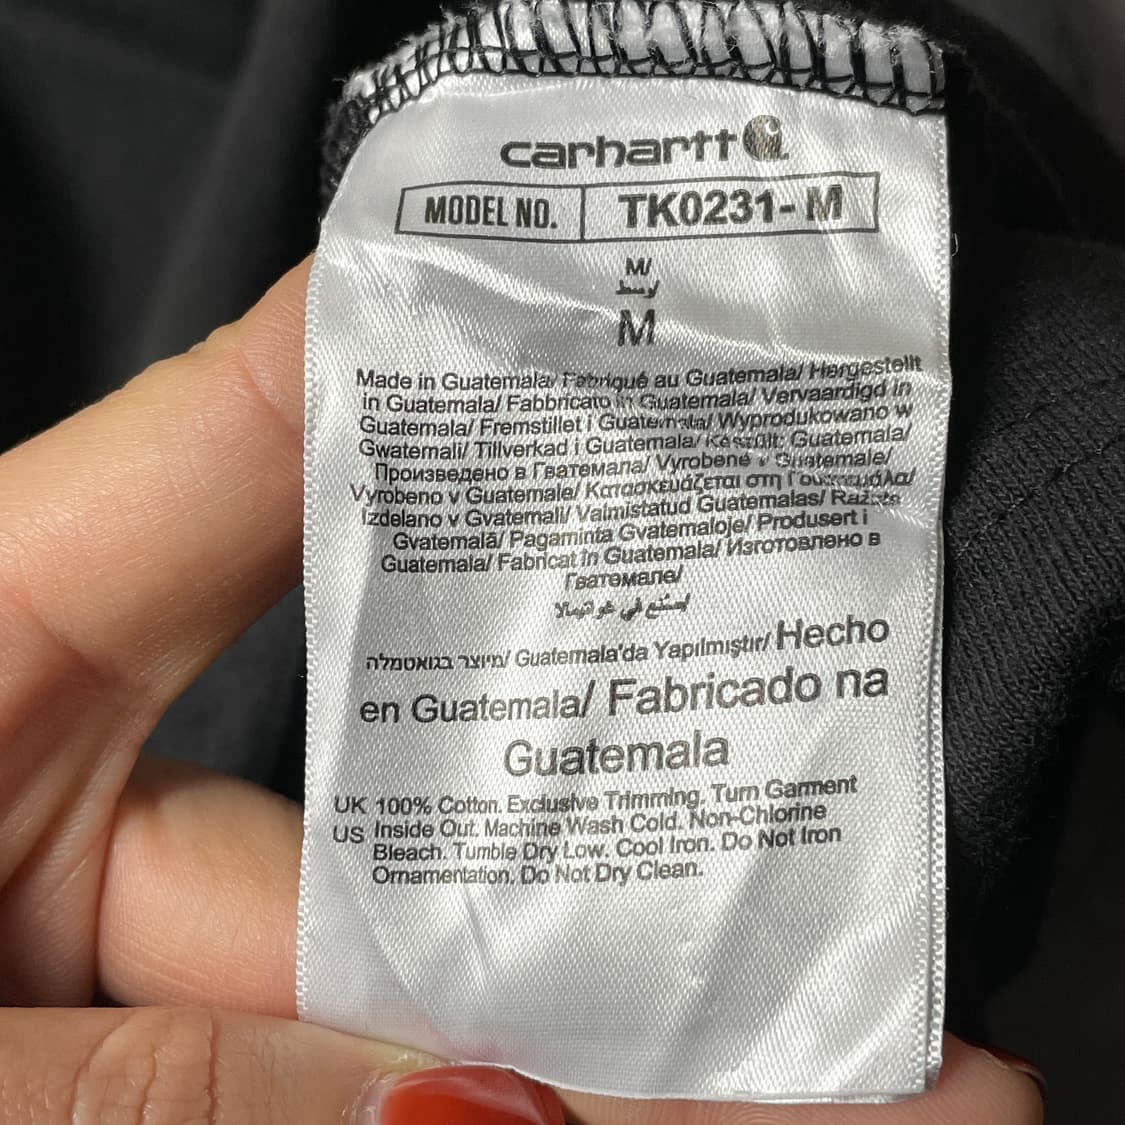 carhartt
MODEL NO. TK0231- M
M/
وسط
M
Made in Guatemala/ Fabriqué au Guatemala/ Hergestellt
in Guatemala/ Fabbricato in Guatemala/ Vervaardigd in
Guatemala/ Fremstillet i Guatemala/ Wyprodukowano w
Gwatemali/ Tillverkad i Guatemala/ Készült: Guatemala/
Произведено в Гватемала/ Vyrobené v Guatemale/
Vyrobeno v Guatemale/ Κατασκευάζεται στη Γουατεμάλα/
Izdelano v Gvatemali/ Valmistatud Guatemalas/ Ražots
Gvatemalā/ Pagaminta Gvatemaloje/ Produsert i
Guatemala/ Fabricat în Guatemala/ Изготовлено в
Гватемале/
في
מיוצר בגואטמלה/ Guatemala'da Yapılmıştır/ Hecho
en Guatemala/ Fabricado na
Guatemala
UK 100% Cotton. Exclusive Trimming. Turn Garment
US Inside Out. Machine Wash Cold. Non-Chlorine
Bleach. Tumble Dry Low. Cool Iron. Do Not Iron
Ornamentation. Do Not Dry Clean.